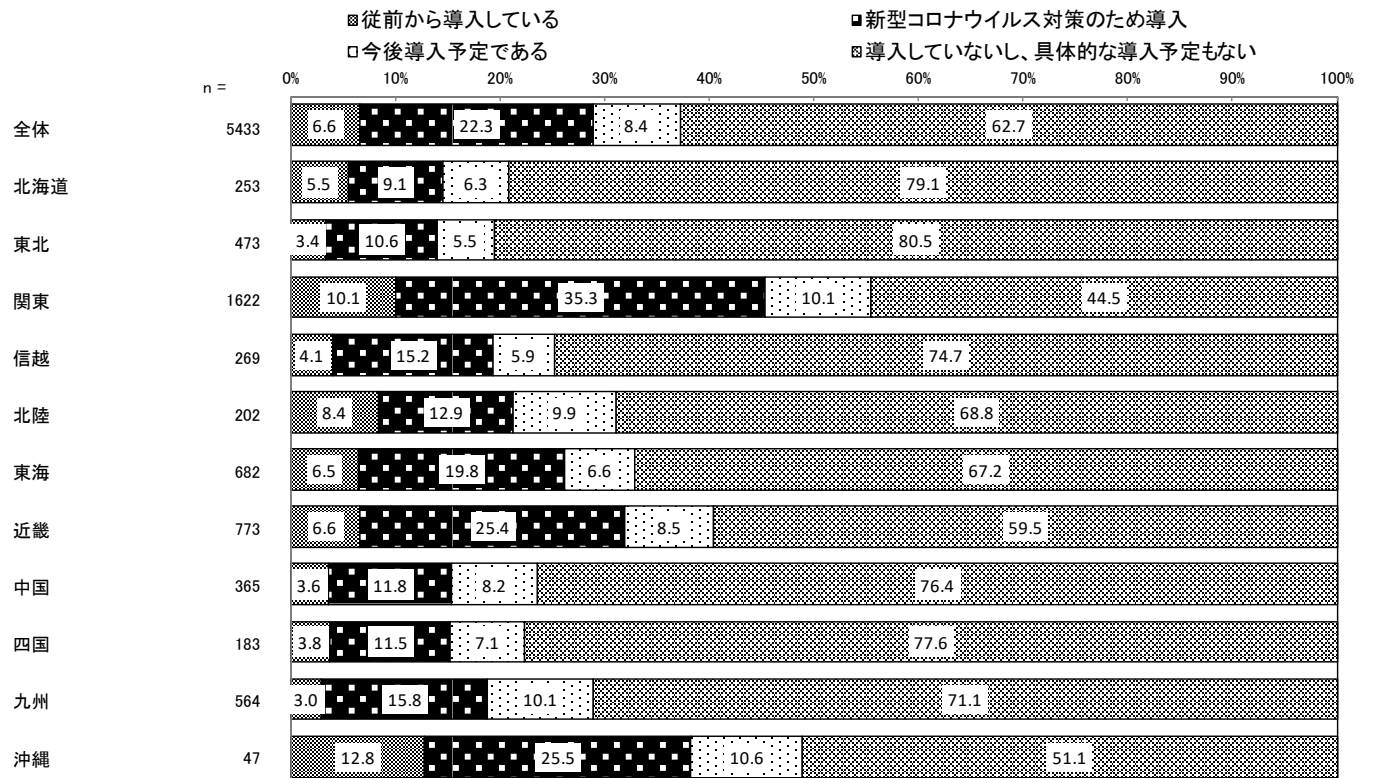 従前から導入している 新型コロナウイルス対策のため導入
今後導入予定である 導入していないし、具体的な導入予定もない
n = 0% 10% 20% 30% 40% 50% 60% 70% 80% 90% 100%
全体 5433 6.6 22.3 8.4 62.7
北海道 253 5.5 9.1 6.3 79.1
東北 473 3.4 10.6 5.5 80.5
関東 1622 10.1 35.3 10.1 44.5
信越 269 4.1 15.2 5.9 74.7
北陸 202 8.4 12.9 9.9 68.8
東海 682 6.5 19.8 6.6 67.2
近畿 773 6.6 25.4 8.5 59.5
中国 365 3.6 11.8 8.2 76.4
四国 183 3.8 11.5 7.1 77.6
九州 564 3.0 15.8 10.1 71.1
沖縄 47 12.8 25.5 10.6 51.1